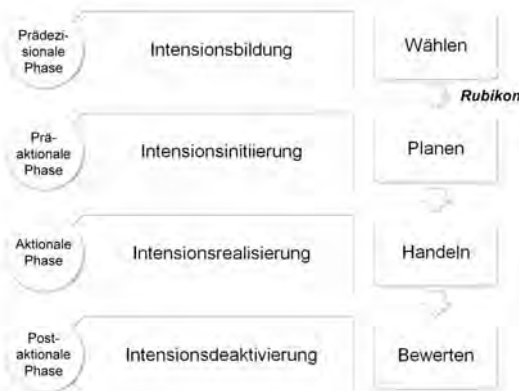 Prädezi-
sionale
Phase
Intensionsbildung
Wählen
Rubikon
Prä-
aktionale
Phase
Intensionsinitiierung
Planen
Aktionale
Phase
Intensionsrealisierung
Handeln
Post-
aktionale
Phase
Intensionsdeaktivierung
Bewerten